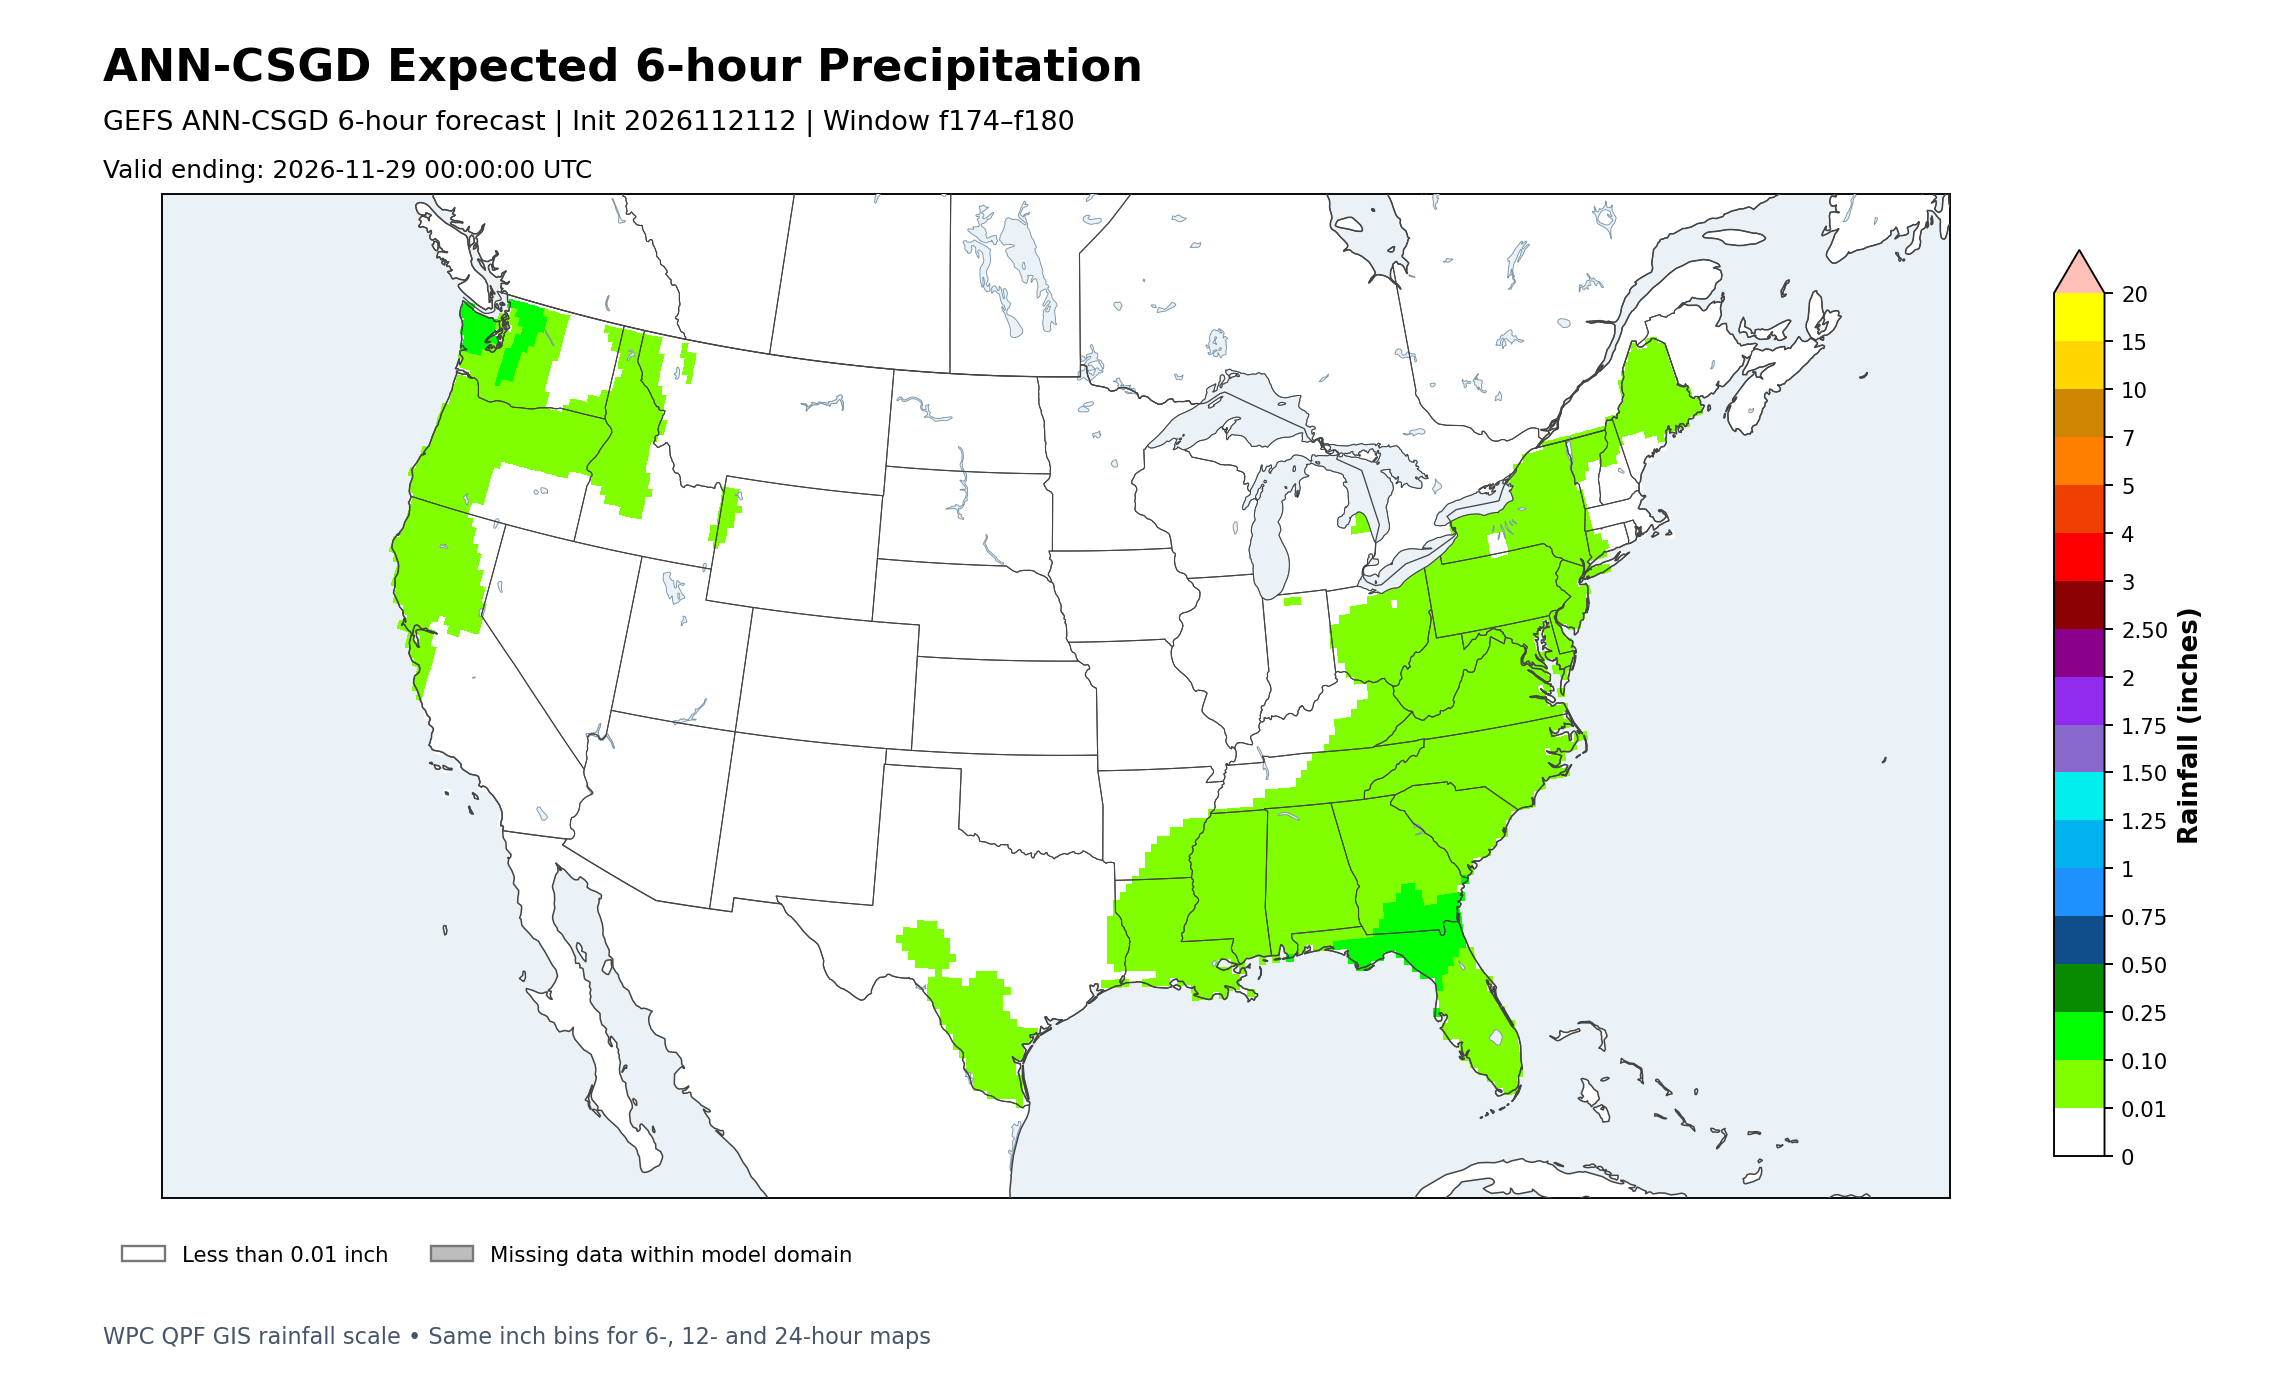 ANN-CSGD Expected 6-hour Precipitation
GEFS ANN-CSGD 6-hour forecast | Init 2026112112 | Window f174–f180
Valid ending: 2026-11-29 00:00:00 UTC
20
15
10
7
5
4
3
2.50
2
1.75
1.50
1.25
1
0.75
0.50
0.25
0.10
0.01
0
Rainfall (inches)
Less than 0.01 inch
Missing data within model domain
WPC QPF GIS rainfall scale • Same inch bins for 6-, 12- and 24-hour maps